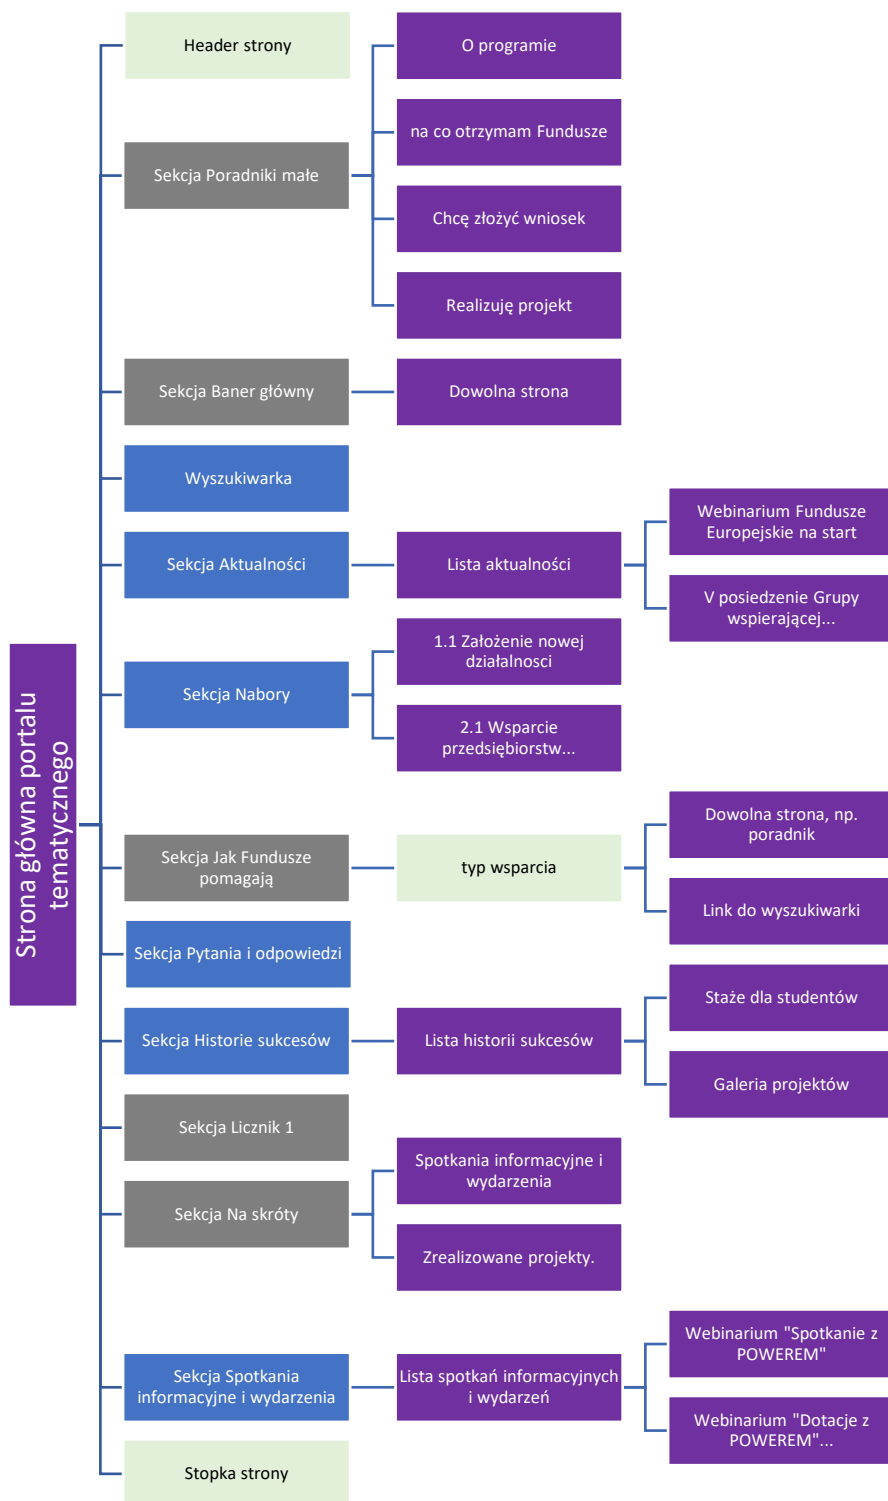 Strona główna portalu
tematycznego
Header strony
Sekcja Poradniki małe
O programie
na co otrzymam Fundusze
Chcę złożyć wniosek
Realizuję projekt
Sekcja Baner główny
Dowolna strona
Wyszukiwarka
Sekcja Aktualności
Lista aktualności
Webinarium Fundusze
Europejskie na start
V posiedzenie Grupy
wspierającej...
Sekcja Nabory
1.1 Założenie nowej
działalnosci
2.1 Wsparcie
przedsiębiorstw...
Sekcja Jak Fundusze
pomagają
typ wsparcia
Dowolna strona, np.
poradnik
Link do wyszukiwarki
Sekcja Pytania i odpowiedzi
Sekcja Historie sukcesów
Lista historii sukcesów
Staże dla studentów
Galeria projektów
Sekcja Licznik 1
Sekcja Na skróty
Spotkania informacyjne i
wydarzenia
Zrealizowane projekty.
Sekcja Spotkania
informacyjne i wydarzenia
Lista spotkań informacyjnych
i wydarzeń
Webinarium "Spotkanie z
POWEREM"
Webinarium "Dotacje z
POWEREM"...
Stopka strony